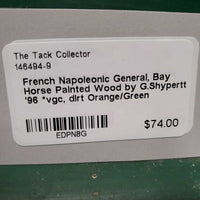 The Tack Collector
146494-9
French Napoleonic General, Bay
Horse Painted Wood by G.Shypertt
'96 *vgc, dirt Orange/Green
EDPN8G
$74.00